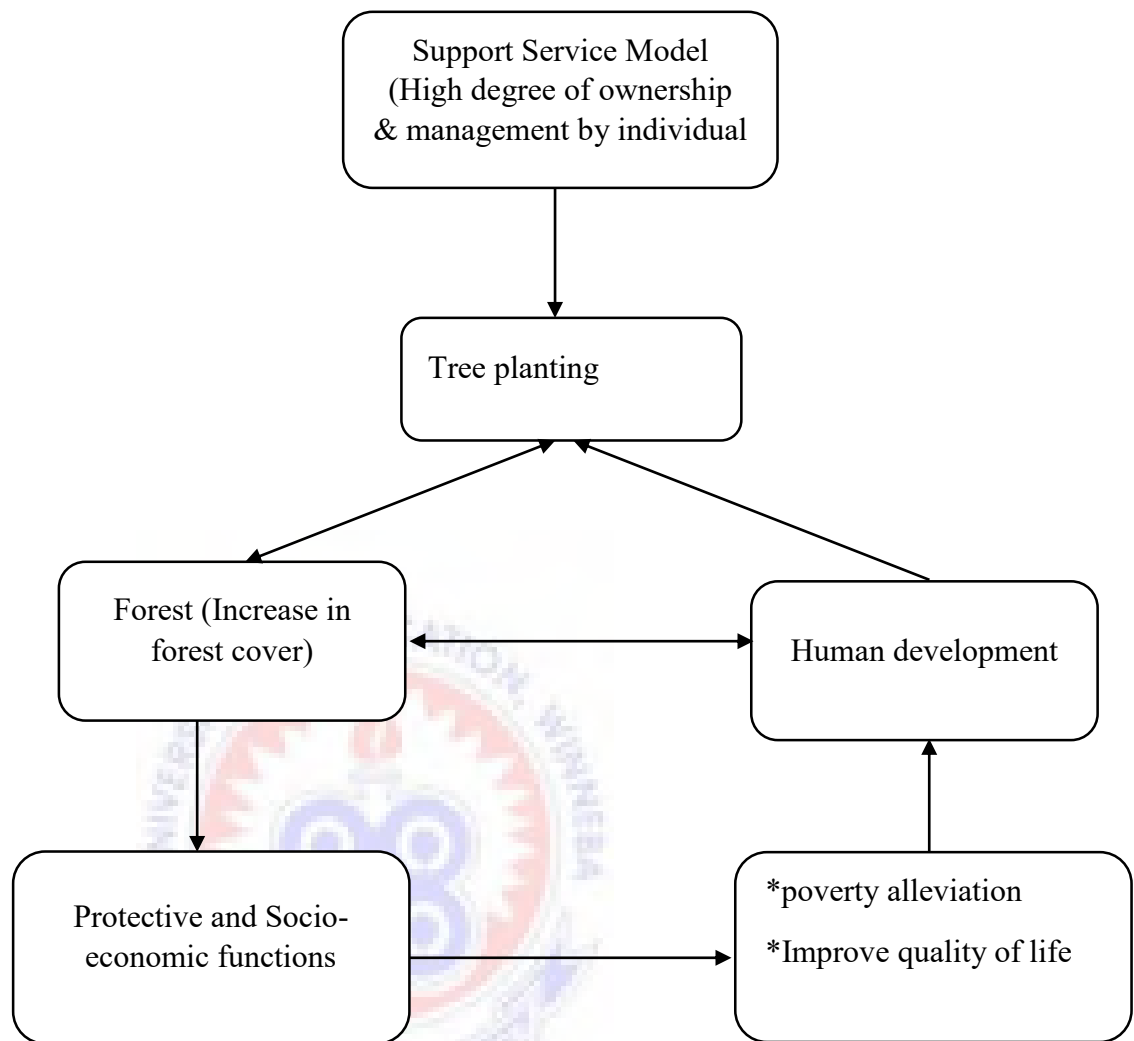 Support Service Model
(High degree of ownership
& management by individual
Tree planting
Forest (Increase in
forest cover)
Human development
Protective and Socio-
economic functions
*poverty alleviation
*Improve quality of life